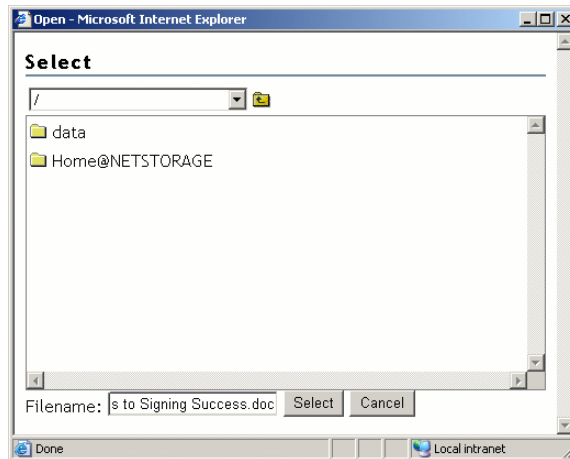 Open - Microsoft Internet Explorer
Select
/
data
Home@NETSTORAGE
Filename: s to Signing Success.doc Select Cancel
Done Local intranet